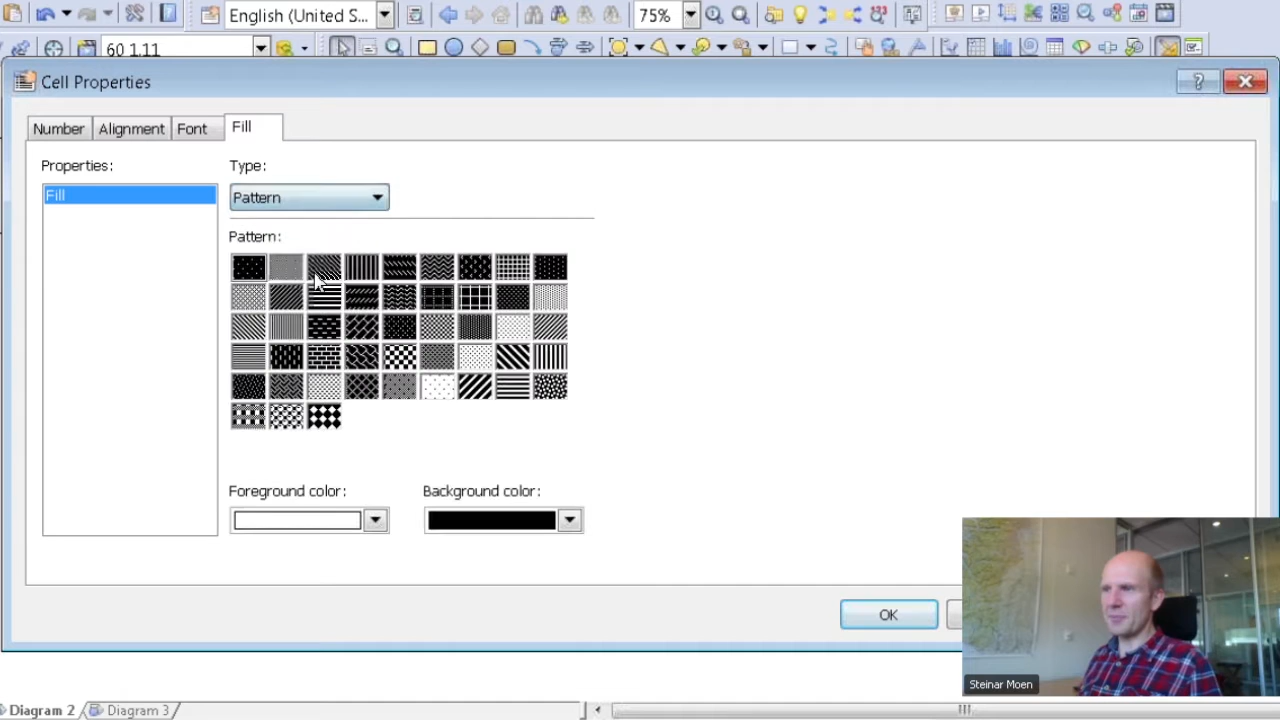 English (United S...
75%
60 1.11
Cell Properties
Number
Alignment
Font
Fill
Properties:
Fill
Type:
Pattern
Pattern:
Foreground color:
Background color:
OK
Steinar Moen
Diagram 2
Diagram 3